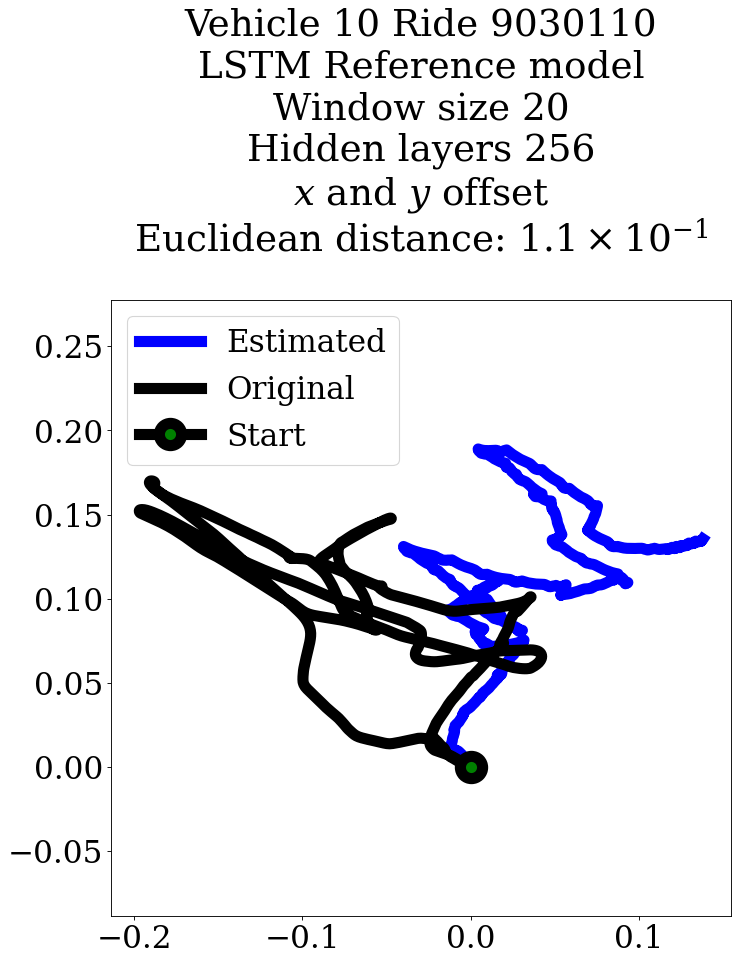 Vehicle 10 Ride 9030110
LSTM Reference model
Window size 20
Hidden layers 256
x and y offset
Euclidean distance: 1.1 × 10⁻¹
Estimated
Original
Start
0.25
0.20
0.15
0.10
0.05
0.00
−0.05
−0.2 −0.1 0.0 0.1